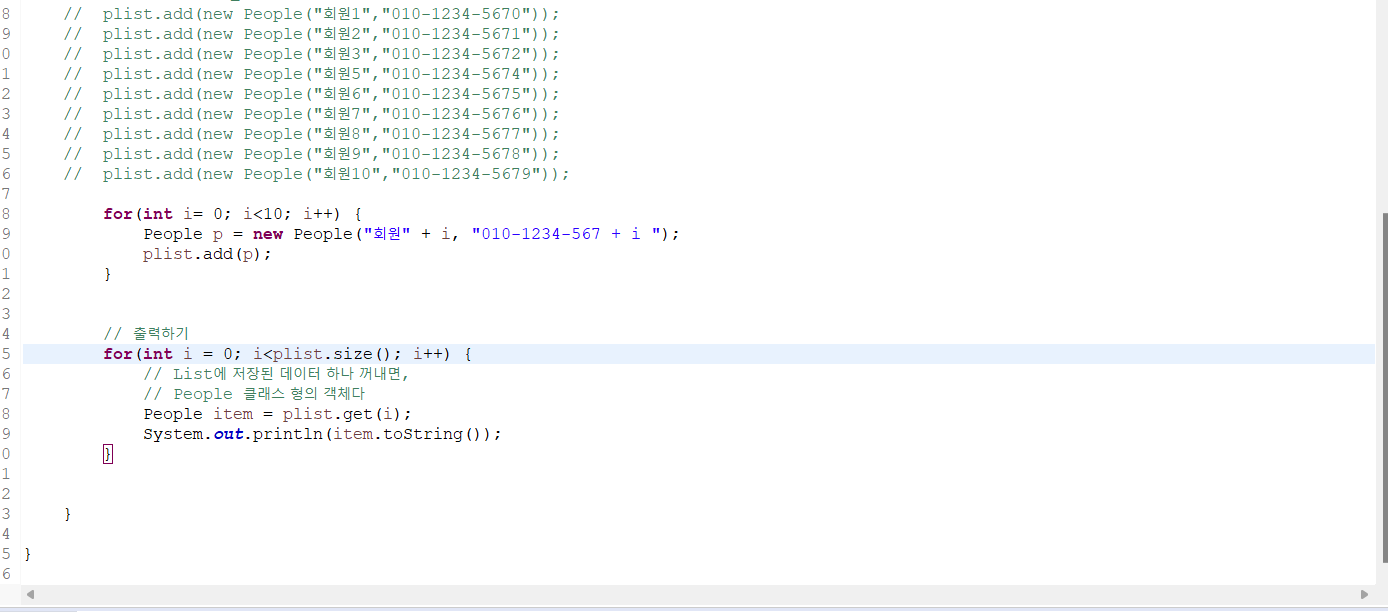 8 // plist.add(new People("회원1","010-1234-5670"));
9 // plist.add(new People("회원2","010-1234-5671"));
0 // plist.add(new People("회원3","010-1234-5672"));
1 // plist.add(new People("회원5","010-1234-5674"));
2 // plist.add(new People("회원6","010-1234-5675"));
3 // plist.add(new People("회원7","010-1234-5676"));
4 // plist.add(new People("회원8","010-1234-5677"));
5 // plist.add(new People("회원9","010-1234-5678"));
6 // plist.add(new People("회원10","010-1234-5679"));
7
8 for(int i= 0; i<10; i++) {
9 People p = new People("회원" + i, "010-1234-567 + i ");
0 plist.add(p);
1 }
2
3
4 // 출력하기
5 for(int i = 0; i<plist.size(); i++) {
6 // List에 저장된 데이터 하나 꺼내면,
7 // People 클래스 형의 객체다
8 People item = plist.get(i);
9 System.out.println(item.toString());
0 }
1
2
3 }
4
5 }
6